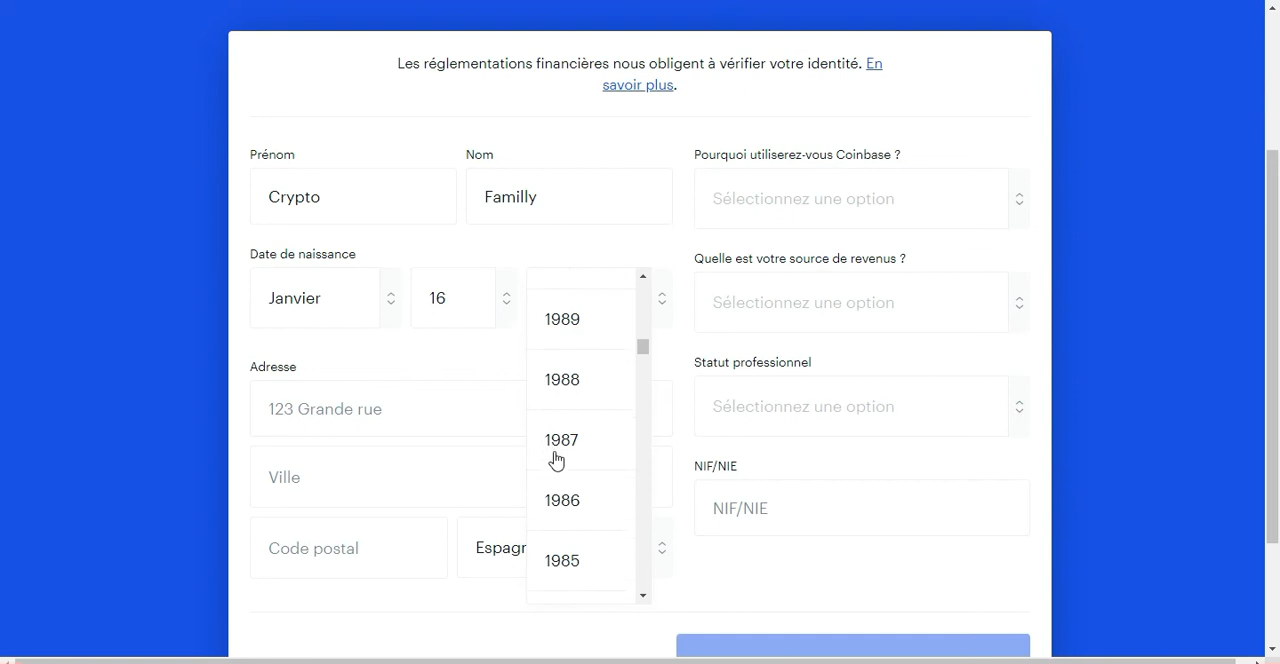 Les réglementations financières nous obligent à vérifier votre identité. En
savoir plus.
Prénom
Nom
Crypto
Familly
Date de naissance
Janvier
16
1989
1988
1987
1986
1985
Adresse
123 Grande rue
Ville
Code postal
Espagn
Pourquoi utiliserez-vous Coinbase ?
Sélectionnez une option
Quelle est votre source de revenus ?
Sélectionnez une option
Statut professionnel
Sélectionnez une option
NIF/NIE
NIF/NIE